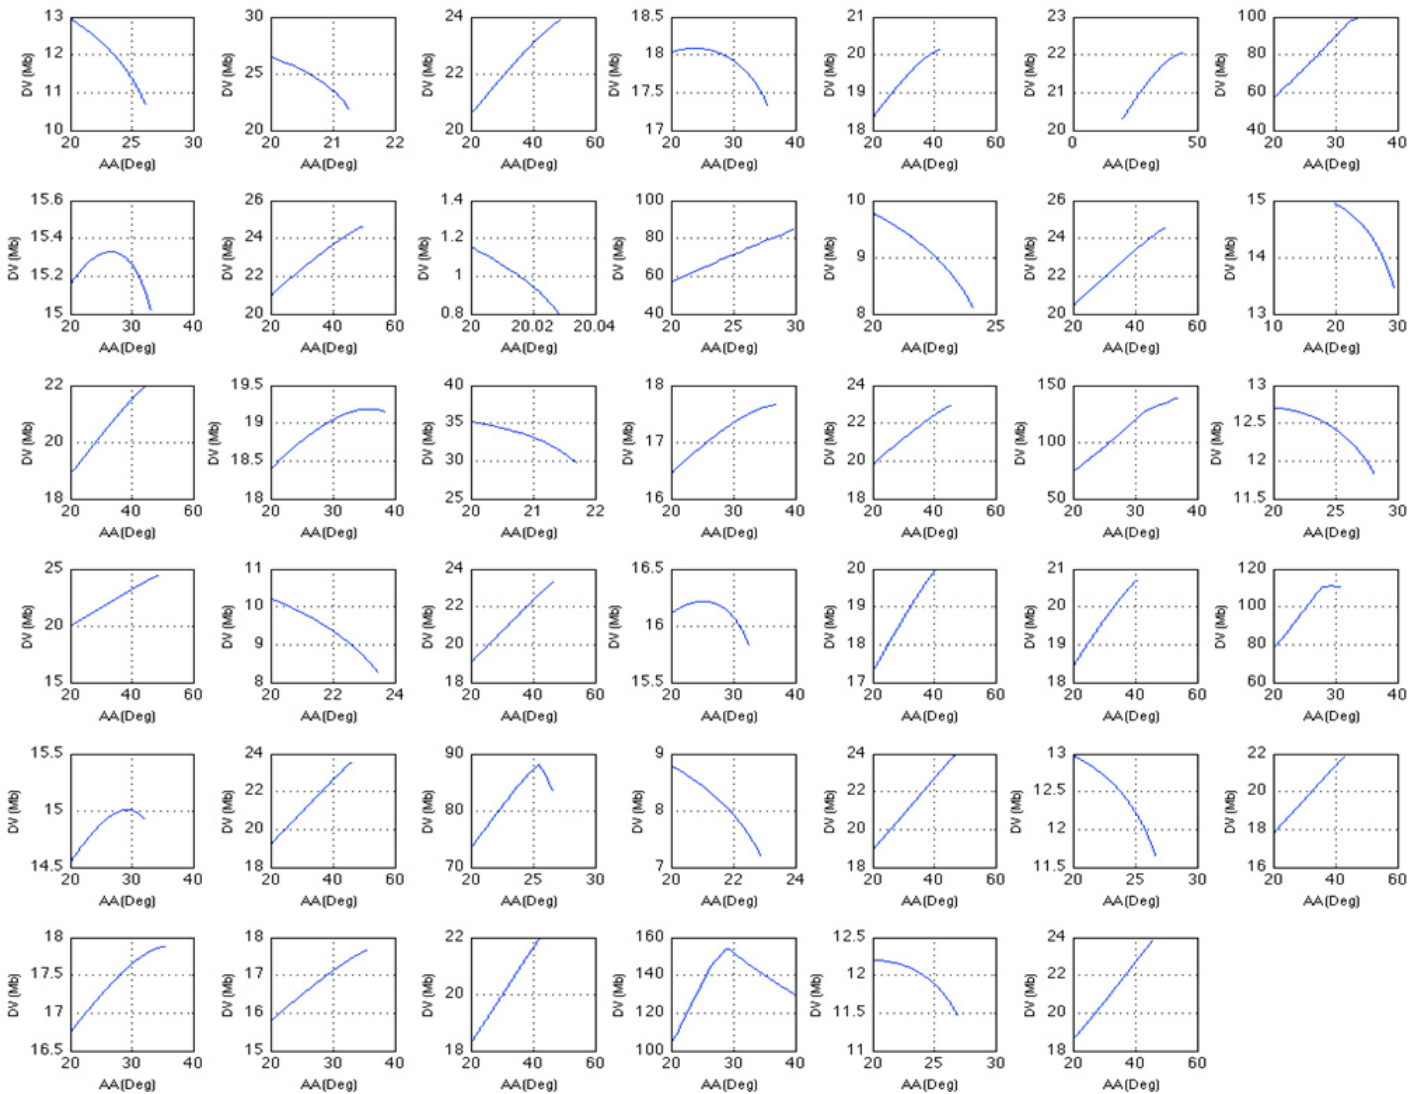 13 30 24 18.5 21 23 100
12 18 20 22 80
DV (Mb) DV (Mb) DV (Mb) DV (Mb) DV (Mb) DV (Mb) DV (Mb)
25 22
11 17.5 19 21 60
10 20 20 17 18 20 40
20 25 30 20 21 22 20 40 60 20 30 40 20 40 60 0 50 20 30 40
AA(Deg) AA(Deg) AA(Deg) AA(Deg) AA(Deg) AA(Deg) AA(Deg)
15.6 26 1.4 100 10 26 15
15.4 24 1.2 80 24
DV (Mb) DV (Mb) DV (Mb) DV (Mb) DV (Mb) DV (Mb) DV (Mb)
9 14
15.2 22 1 60 22
15 20 0.8 40 8 20 13
20 30 40 20 40 60 20 20.02 20.04 20 25 30 20 25 20 40 60 10 20 30
AA(Deg) AA(Deg) AA(Deg) AA(Deg) AA(Deg) AA(Deg) AA(Deg)
22 19.5 40 18 24 150 13
19 35 22 12.5
DV (Mb) DV (Mb) DV (Mb) DV (Mb) DV (Mb) DV (Mb) DV (Mb)
20 17 100
18.5 30 20 12
18 18 25 16 18 50 11.5
20 40 60 20 30 40 20 21 22 20 30 40 20 40 60 20 30 40 20 25 30
AA(Deg) AA(Deg) AA(Deg) AA(Deg) AA(Deg) AA(Deg) AA(Deg)
25 11 24 16.5 20 21 120
10 22 19 20 100
DV (Mb) DV (Mb) DV (Mb) DV (Mb) DV (Mb) DV (Mb) DV (Mb)
20 16
9 20 18 19 80
15 8 18 15.5 17 18 60
20 40 60 20 22 24 20 40 60 20 30 40 20 40 60 20 40 60 20 30 40
AA(Deg) AA(Deg) AA(Deg) AA(Deg) AA(Deg) AA(Deg) AA(Deg)
15.5 24 90 9 24 13 22
22 22 12.5 20
DV (Mb) DV (Mb) DV (Mb) DV (Mb) DV (Mb) DV (Mb) DV (Mb)
15 80 8
20 20 12 18
14.5 18 70 7 18 11.5 16
20 30 40 20 40 60 20 25 30 20 22 24 20 40 60 20 25 30 20 40 60
AA(Deg) AA(Deg) AA(Deg) AA(Deg) AA(Deg) AA(Deg) AA(Deg)
18 18 22 160 12.5 24
17.5 17 140 12 22
DV (Mb) DV (Mb) DV (Mb) DV (Mb) DV (Mb) DV (Mb)
20
17 16 120 11.5 20
16.5 15 18 100 11 18
20 30 40 20 30 40 20 40 60 20 30 40 20 25 30 20 40 60
AA(Deg) AA(Deg) AA(Deg) AA(Deg) AA(Deg) AA(Deg)